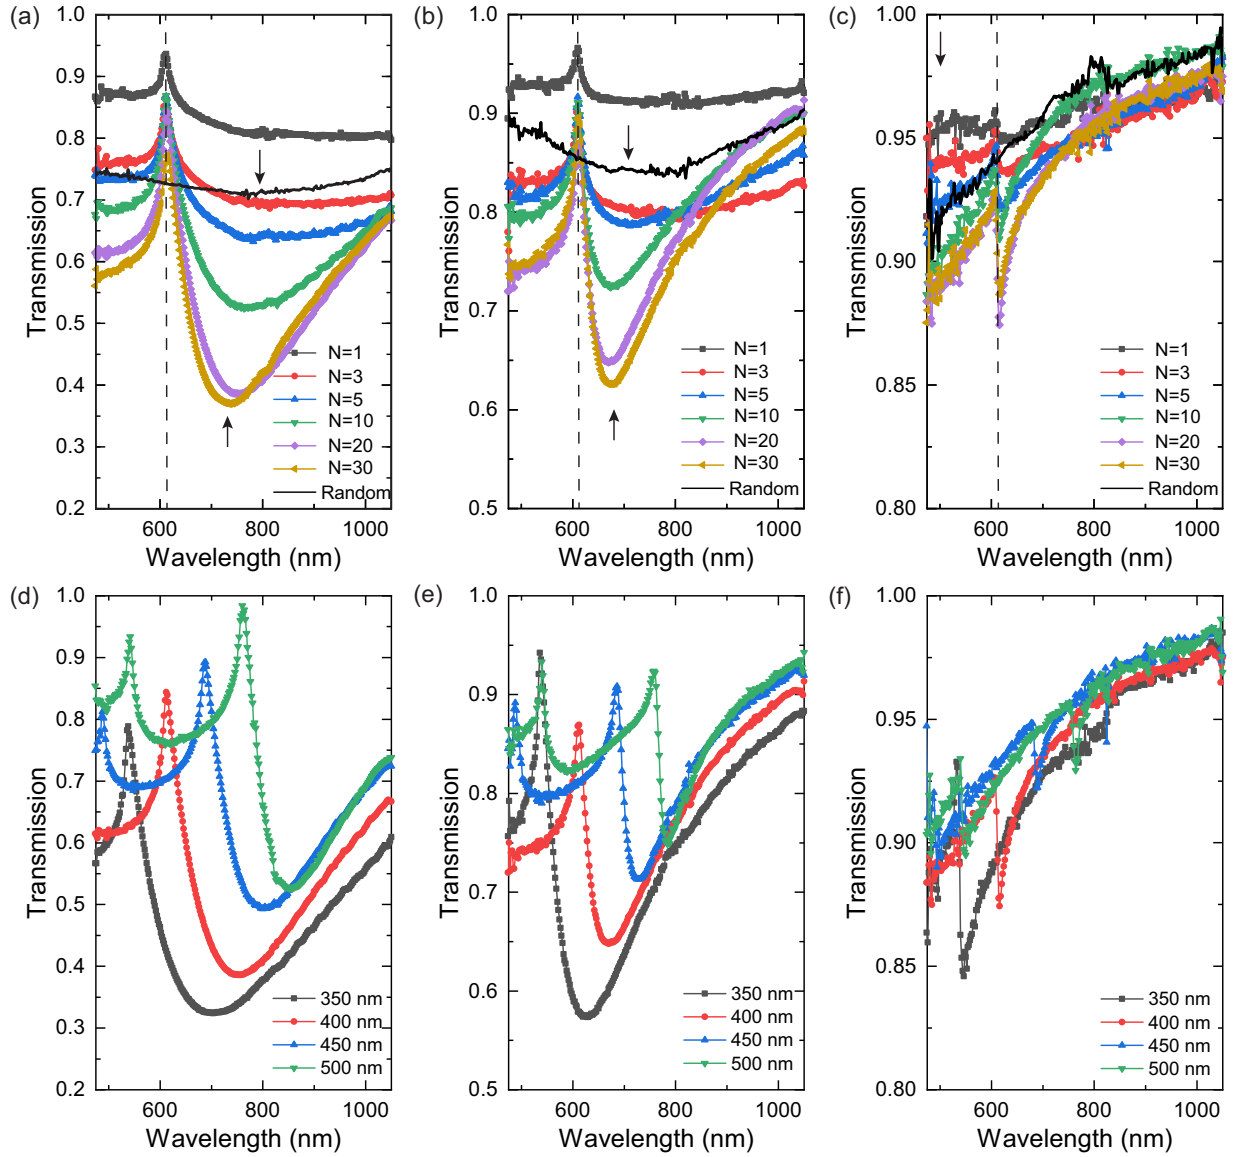 (a)
1.0
0.9
0.8
0.7
0.6
0.5
0.4
0.3
0.2
Transmission
600
800
1000
Wavelength (nm)
N=1
N=3
N=5
N=10
N=20
N=30
Random
(b)
1.0
0.9
0.8
0.7
0.6
0.5
Transmission
600
800
1000
Wavelength (nm)
N=1
N=3
N=5
N=10
N=20
N=30
Random
(c)
1.00
0.95
0.90
0.85
0.80
Transmission
600
800
1000
Wavelength (nm)
N=1
N=3
N=5
N=10
N=20
N=30
Random
(d)
1.0
0.9
0.8
0.7
0.6
0.5
0.4
0.3
0.2
Transmission
600
800
1000
Wavelength (nm)
350 nm
400 nm
450 nm
500 nm
(e)
1.0
0.9
0.8
0.7
0.6
0.5
Transmission
600
800
1000
Wavelength (nm)
350 nm
400 nm
450 nm
500 nm
(f)
1.00
0.95
0.90
0.85
0.80
Transmission
600
800
1000
Wavelength (nm)
350 nm
400 nm
450 nm
500 nm